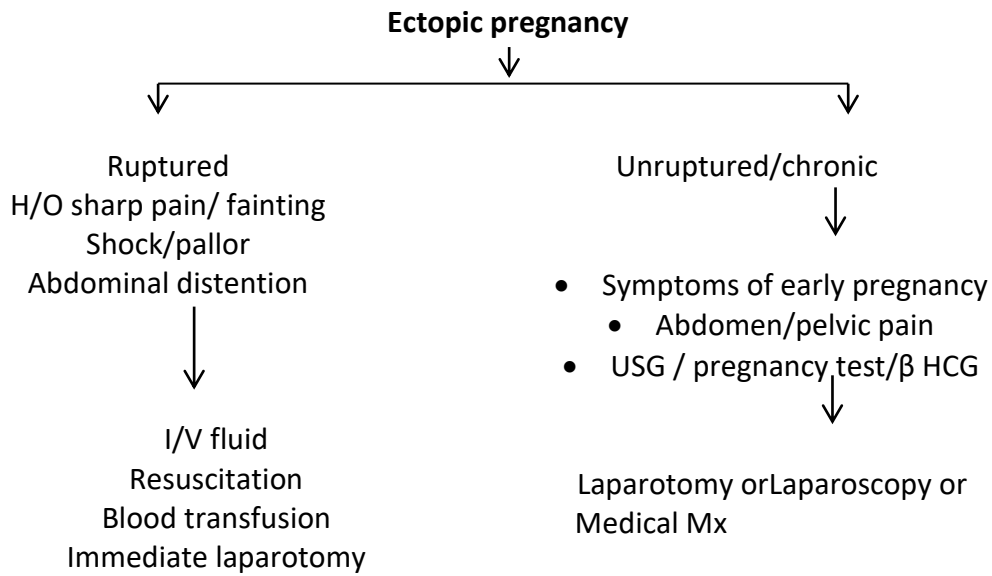 Ectopic pregnancy
Ruptured
H/O sharp pain/ fainting
Shock/pallor
Abdominal distention
I/V fluid
Resuscitation
Blood transfusion
Immediate laparotomy
Unruptured/chronic
• Symptoms of early pregnancy
• Abdomen/pelvic pain
• USG / pregnancy test/β HCG
Laparotomy orLaparoscopy or
Medical Mx